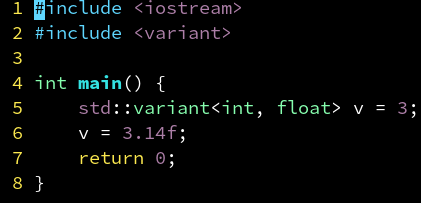 1 #include <iostream>
2 #include <variant>
3
4 int main() {
5     std::variant<int, float> v = 3;
6     v = 3.14f;
7     return 0;
8 }